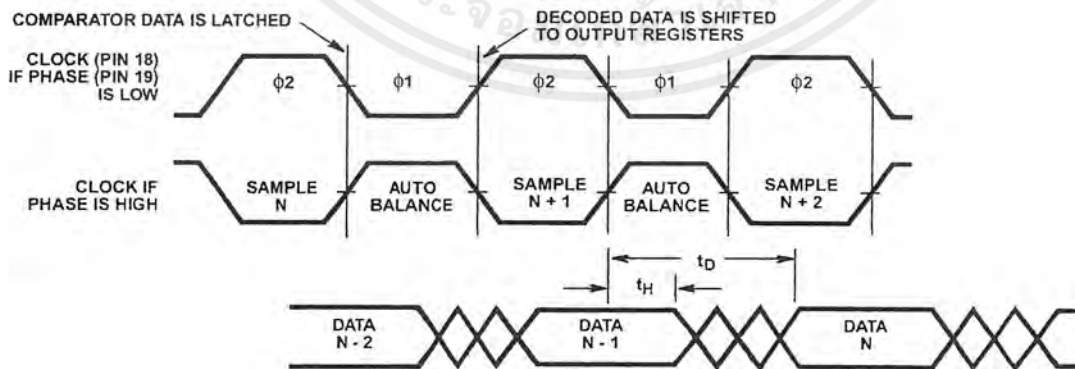 COMPARATOR DATA IS LATCHED
DECODED DATA IS SHIFTED
TO OUTPUT REGISTERS
CLOCK (PIN 18)
IF PHASE (PIN 19)
IS LOW
ϕ2
ϕ1
ϕ2
ϕ1
ϕ2
CLOCK IF
PHASE IS HIGH
SAMPLE
N
AUTO
BALANCE
SAMPLE
N + 1
AUTO
BALANCE
SAMPLE
N + 2
tD
tH
DATA
N - 2
DATA
N - 1
DATA
N